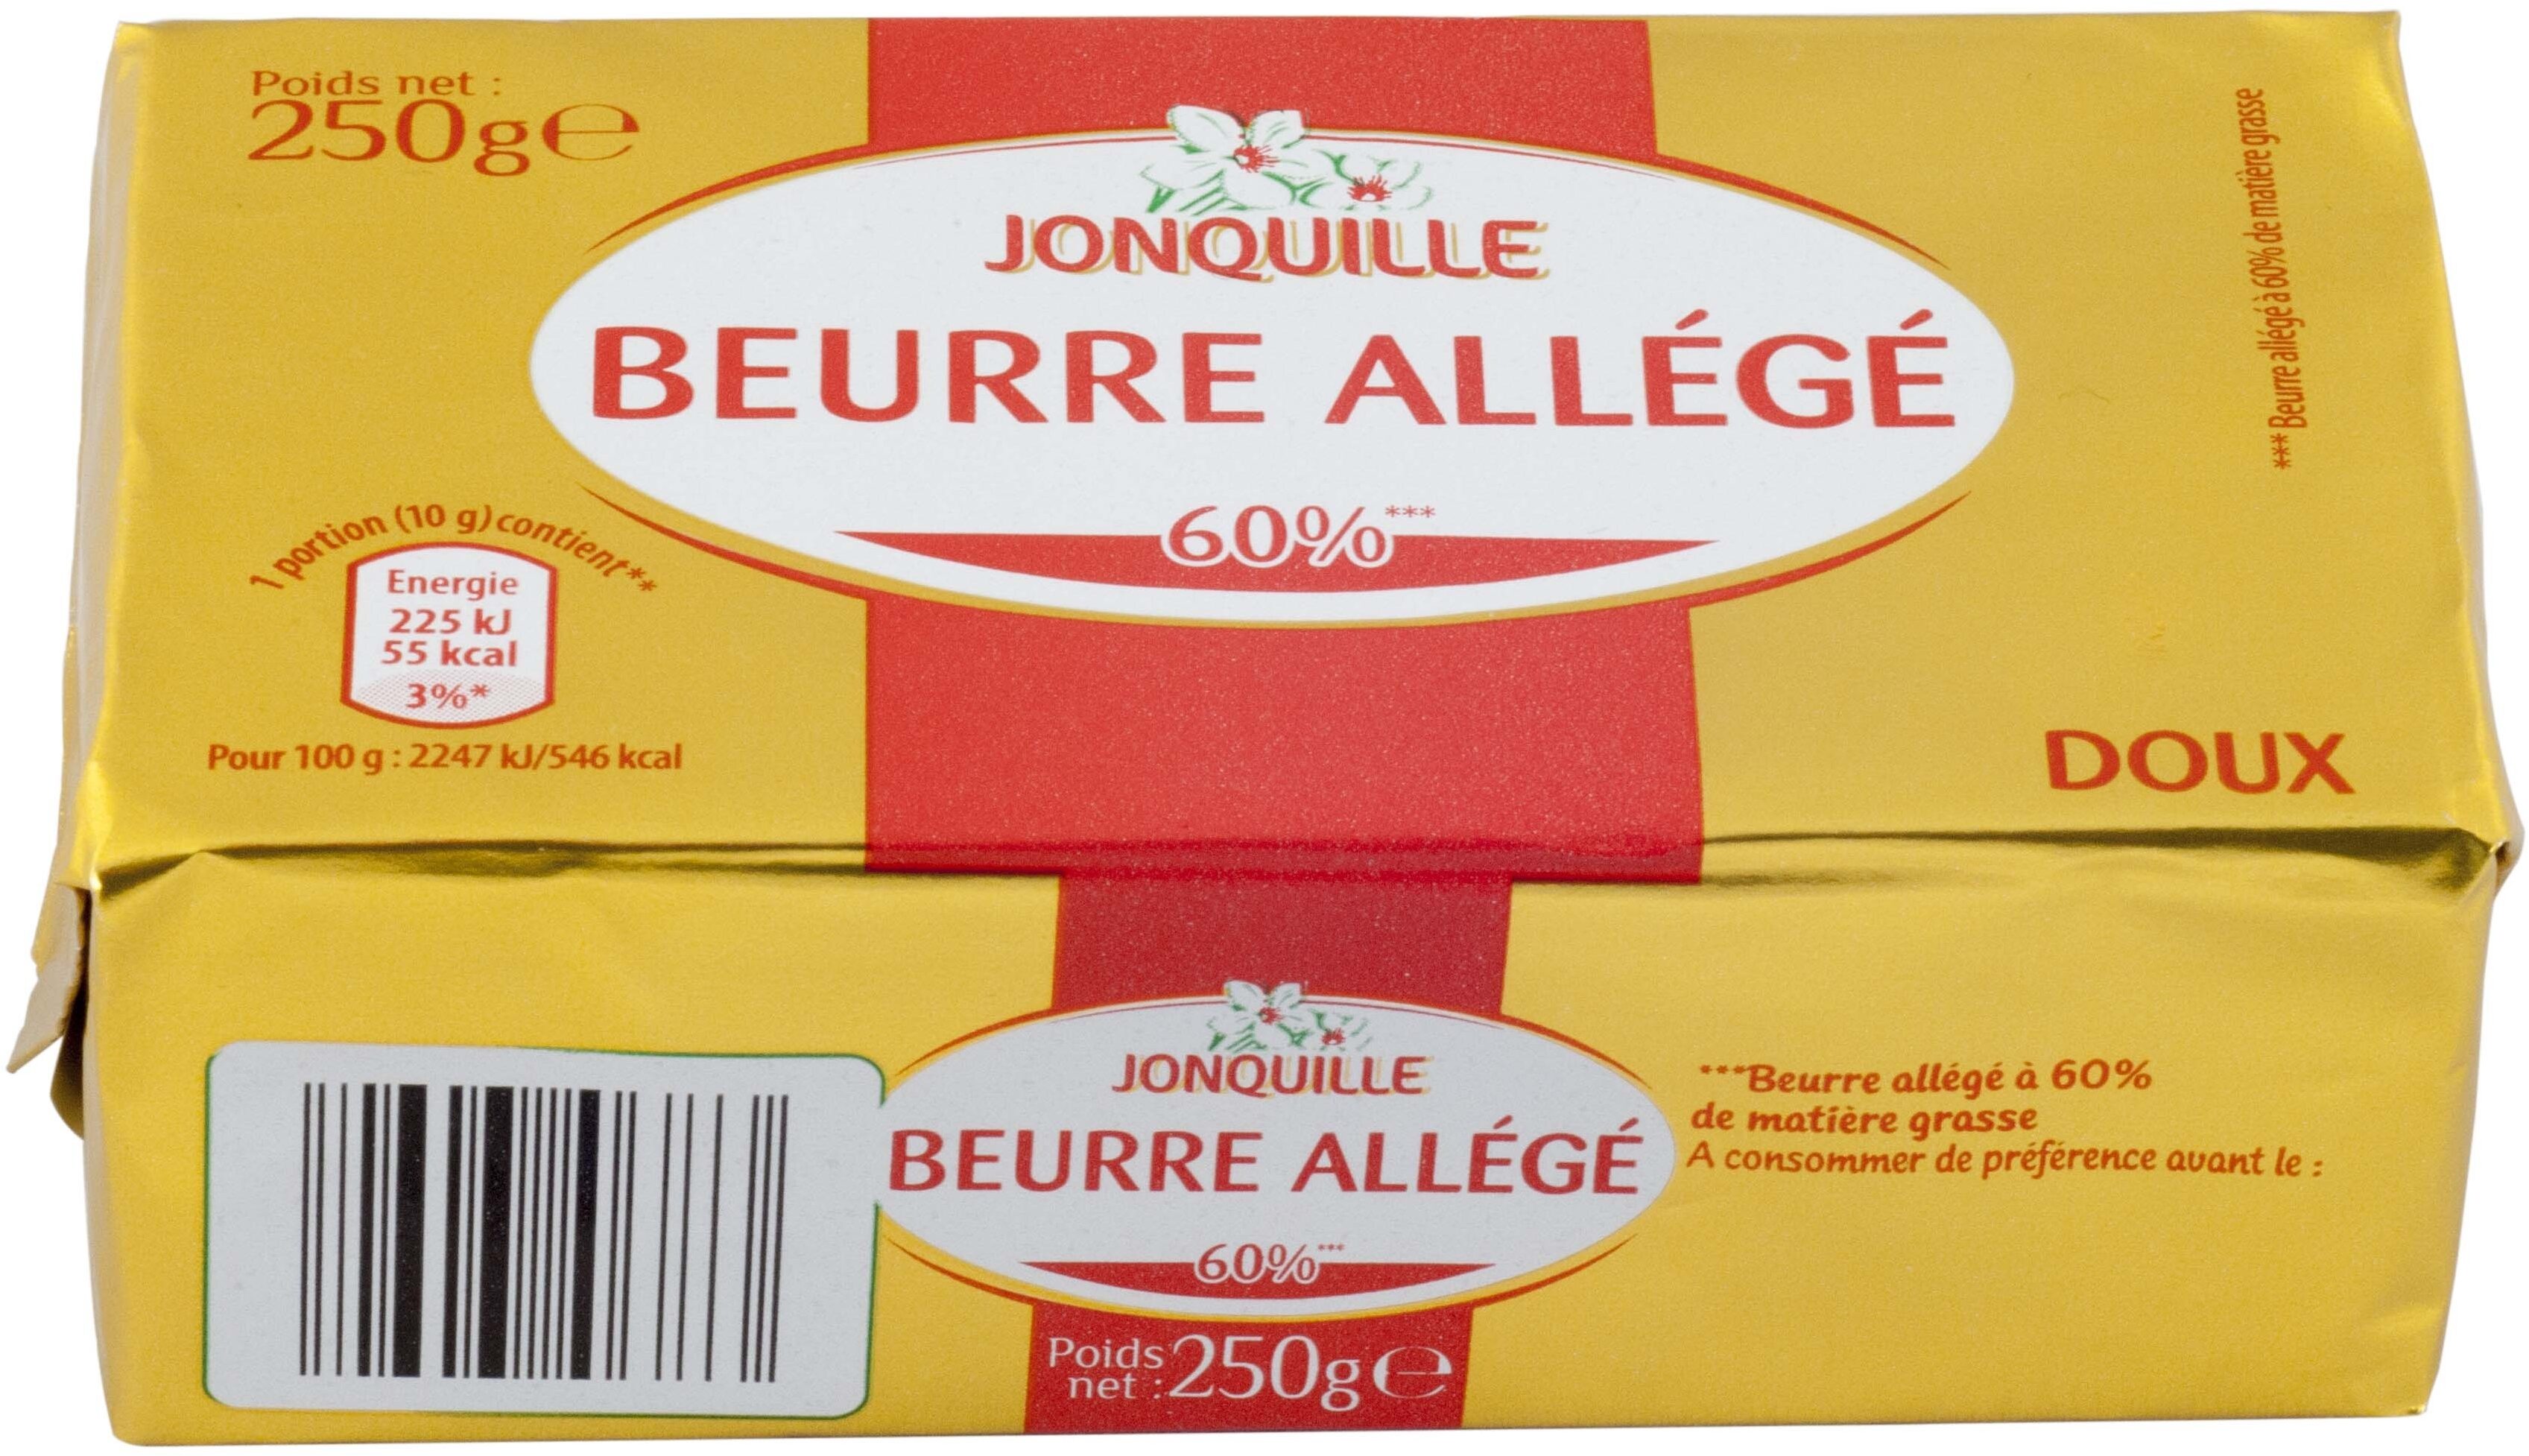 Poids net :
250g℮
JONQUILLE
BEURRE ALLÉGÉ
60%***
*** Beurre allégé à 60% de matière grasse
1 portion (10 g) contient**
Energie
225 kJ
55 kcal
3%*
Pour 100 g : 2247 kJ/546 kcal
DOUX
JONQUILLE
BEURRE ALLÉGÉ
60%***
Poids
net :
250g℮
***Beurre allégé à 60%
de matière grasse
A consommer de préférence avant le :